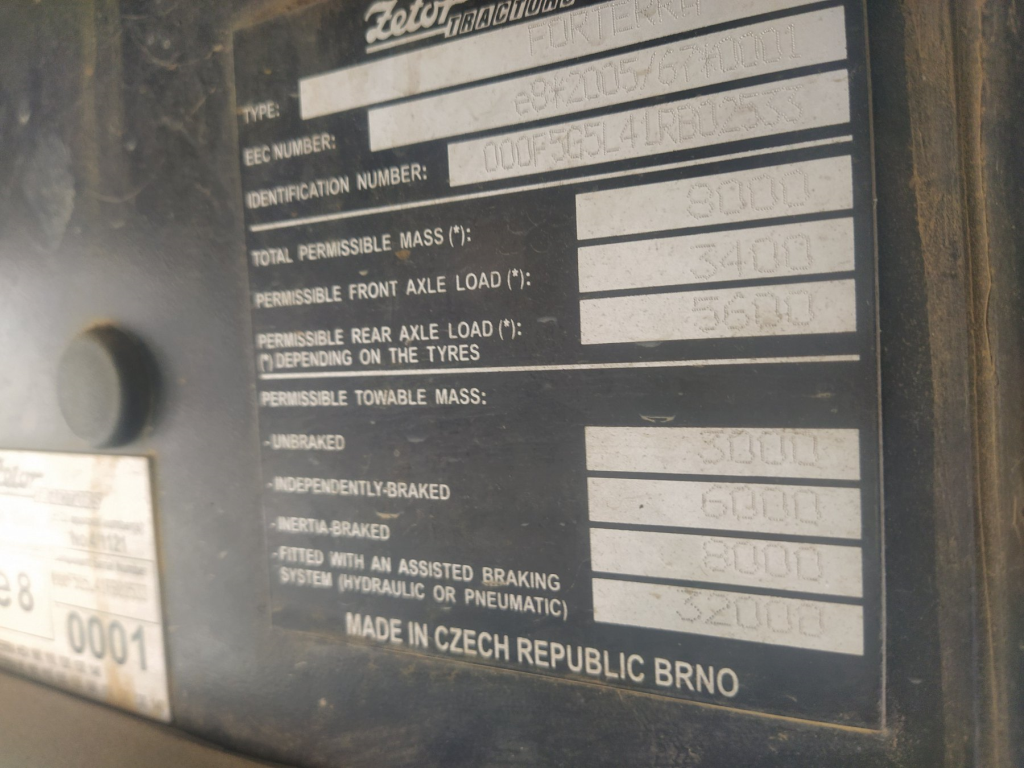 Zetor TRACTORS
TYPE: FORTERRA
EEC NUMBER: e8*2005/67*0001
IDENTIFICATION NUMBER: 000F5G5L41RB02533
TOTAL PERMISSIBLE MASS (*): 8000
PERMISSIBLE FRONT AXLE LOAD (*): 3400
PERMISSIBLE REAR AXLE LOAD (*): 5600
(*) DEPENDING ON THE TYRES
PERMISSIBLE TOWABLE MASS:
- UNBRAKED 3000
- INDEPENDENTLY-BRAKED 6000
- INERTIA-BRAKED 8000
- FITTED WITH AN ASSISTED BRAKING
SYSTEM (HYDRAULIC OR PNEUMATIC) 32000
MADE IN CZECH REPUBLIC BRNO
Zetor
e8
0001